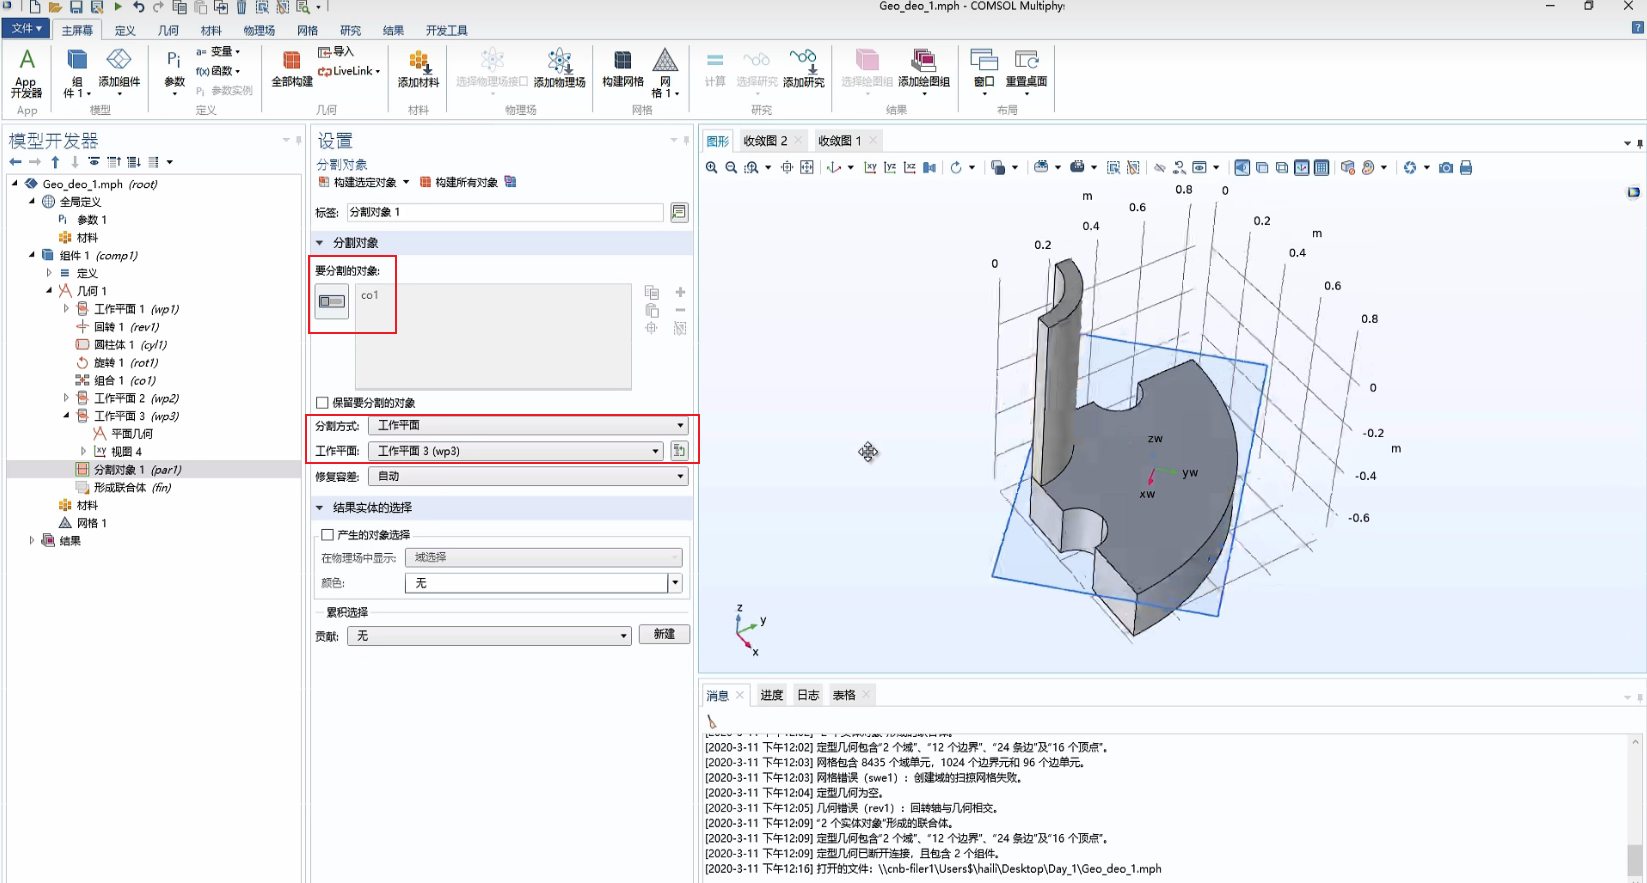 Geo_deo_1.mph - COMSOL Multiphys
文件▾ 主屏幕 定义 几何 材料 物理场 网格 研究 结果 开发工具
App 开发器
组件 1
添加组件
Pi 参数
a= 变量
f(x) 函数
Pi 参数实例
全部构建
导入
LiveLink
添加材料
选择物理场接口
添加物理场
构建网格
网格 1
计算
选择研究
添加研究
选择绘图组
添加绘图组
窗口
重置桌面
App 模型 定义 几何 材料 物理场 网格 研究 结果 布局
模型开发器
Geo_deo_1.mph (root)
全局定义
Pi 参数 1
材料
组件 1 (comp1)
定义
几何 1
工作平面 1 (wp1)
回转 1 (rev1)
圆柱体 1 (cyl1)
旋转 1 (rot1)
组合 1 (co1)
工作平面 2 (wp2)
工作平面 3 (wp3)
平面几何
xy 视图 4
分割对象 1 (par1)
形成联合体 (fin)
材料
网格 1
结果
设置
分割对象
构建选定对象 构建所有对象
标签: 分割对象 1
分割对象
要分割的对象:
co1
保留要分割的对象
分割方式: 工作平面
工作平面: 工作平面 3 (wp3)
修复容差: 自动
结果实体的选择
产生的对象选择
在物理场中显示: 域选择
颜色: 无
累积选择
贡献: 无 新建
图形 收敛图 2 收敛图 1
xy yz xz
m 0.8 0
0.6
0.4 0.2
m
0.2 0.4
0
0.6
0.8
0
-0.2
m
-0.4
-0.6
zw
yw
xw
z
y
x
消息 进度 日志 表格
[2020-3-11 下午12:02] "2 个实体对象"形成的联合体。
[2020-3-11 下午12:02] 定型几何包含"2 个域"、"12 个边界"、"24 条边"及"16 个顶点"。
[2020-3-11 下午12:03] 网格包含 8435 个域单元，1024 个边界元和 96 个边单元。
[2020-3-11 下午12:03] 网格错误（swe1）：创建域的扫掠网格失败。
[2020-3-11 下午12:04] 定型几何为空。
[2020-3-11 下午12:05] 几何错误（rev1）：回转轴与几何相交。
[2020-3-11 下午12:09] "2 个实体对象"形成的联合体。
[2020-3-11 下午12:09] 定型几何包含"2 个域"、"12 个边界"、"24 条边"及"16 个顶点"。
[2020-3-11 下午12:09] 定型几何已断开连接，且包含 2 个组件。
[2020-3-11 下午12:16] 打开的文件：\\cnb-filer1\Users$\haili\Desktop\Day_1\Geo_deo_1.mph